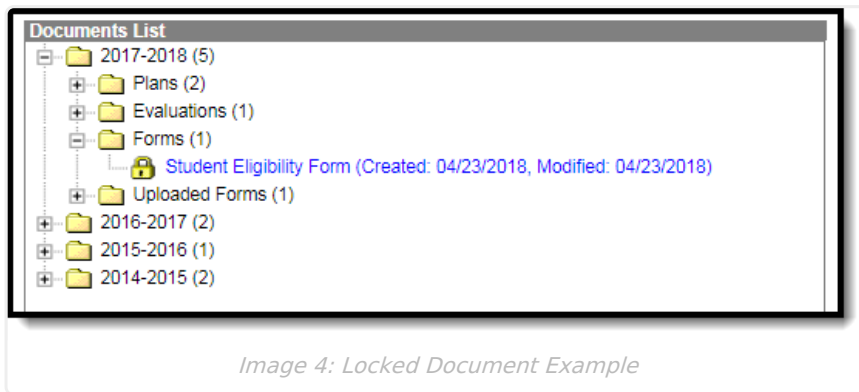 Documents List
2017-2018 (5)
Plans (2)
Evaluations (1)
Forms (1)
Student Eligibility Form (Created: 04/23/2018, Modified: 04/23/2018)
Uploaded Forms (1)
2016-2017 (2)
2015-2016 (1)
2014-2015 (2)
Image 4: Locked Document Example